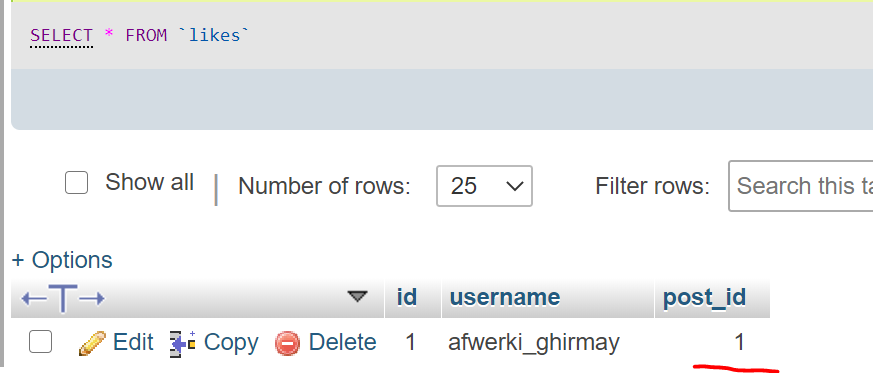 SELECT * FROM `likes`
Show all Number of rows: 25 Filter rows: Search this ta
+ Options
id username post_id
Edit Copy Delete 1 afwerki_ghirmay 1